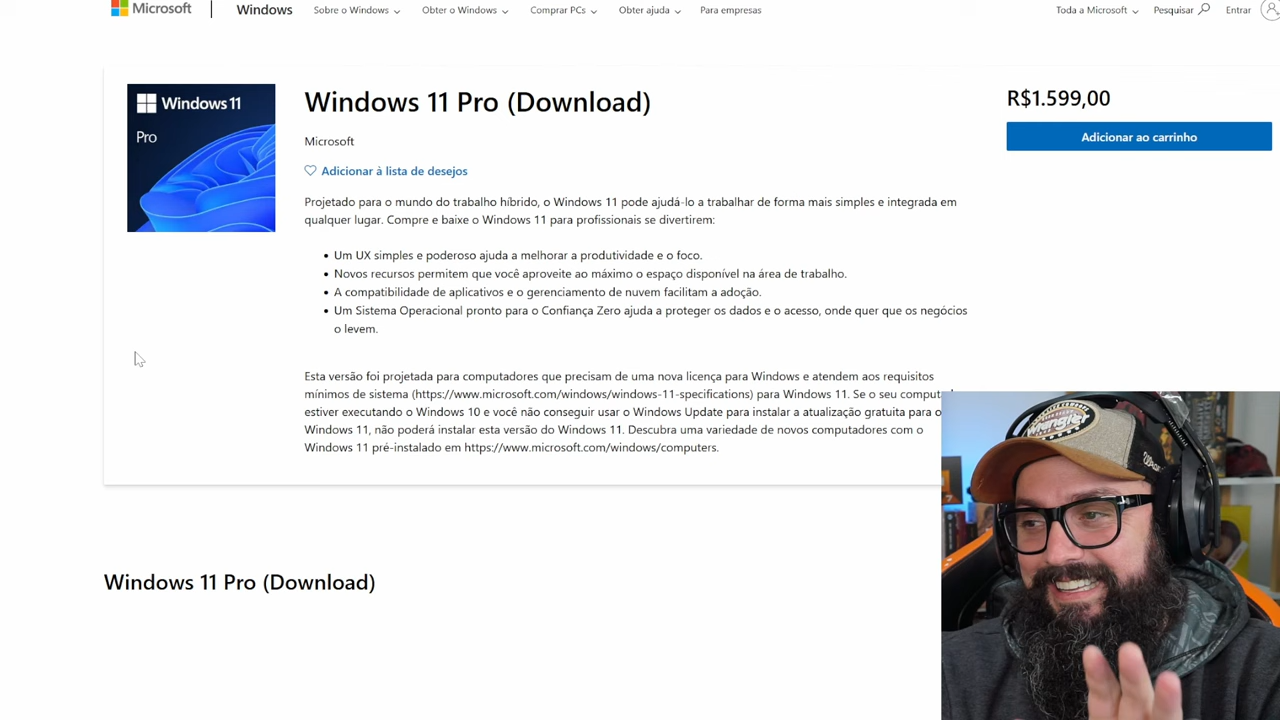 Microsoft
Windows
Sobre o Windows
Obter o Windows
Comprar PCs
Obter ajuda
Para empresas
Toda a Microsoft
Pesquisar
Entrar
Windows 11
Pro
Windows 11 Pro (Download)
R$1.599,00
Adicionar ao carrinho
Microsoft
Adicionar à lista de desejos
Projetado para o mundo do trabalho híbrido, o Windows 11 pode ajudá-lo a trabalhar de forma mais simples e integrada em
qualquer lugar. Compre e baixe o Windows 11 para profissionais se divertirem:
• Um UX simples e poderoso ajuda a melhorar a produtividade e o foco.
• Novos recursos permitem que você aproveite ao máximo o espaço disponível na área de trabalho.
• A compatibilidade de aplicativos e o gerenciamento de nuvem facilitam a adoção.
• Um Sistema Operacional pronto para o Confiança Zero ajuda a proteger os dados e o acesso, onde quer que os negócios
o levem.
Esta versão foi projetada para computadores que precisam de uma nova licença para Windows e atendem aos requisitos
mínimos de sistema (https://www.microsoft.com/windows/windows-11-specifications) para Windows 11. Se o seu
estiver executando o Windows 10 e você não conseguir usar o Windows Update para instalar a atualização gratuita para o
Windows 11, não poderá instalar esta versão do Windows 11. Descubra uma variedade de novos computadores com o
Windows 11 pré-instalado em https://www.microsoft.com/windows/computers.
Wrangler
Windows 11 Pro (Download)